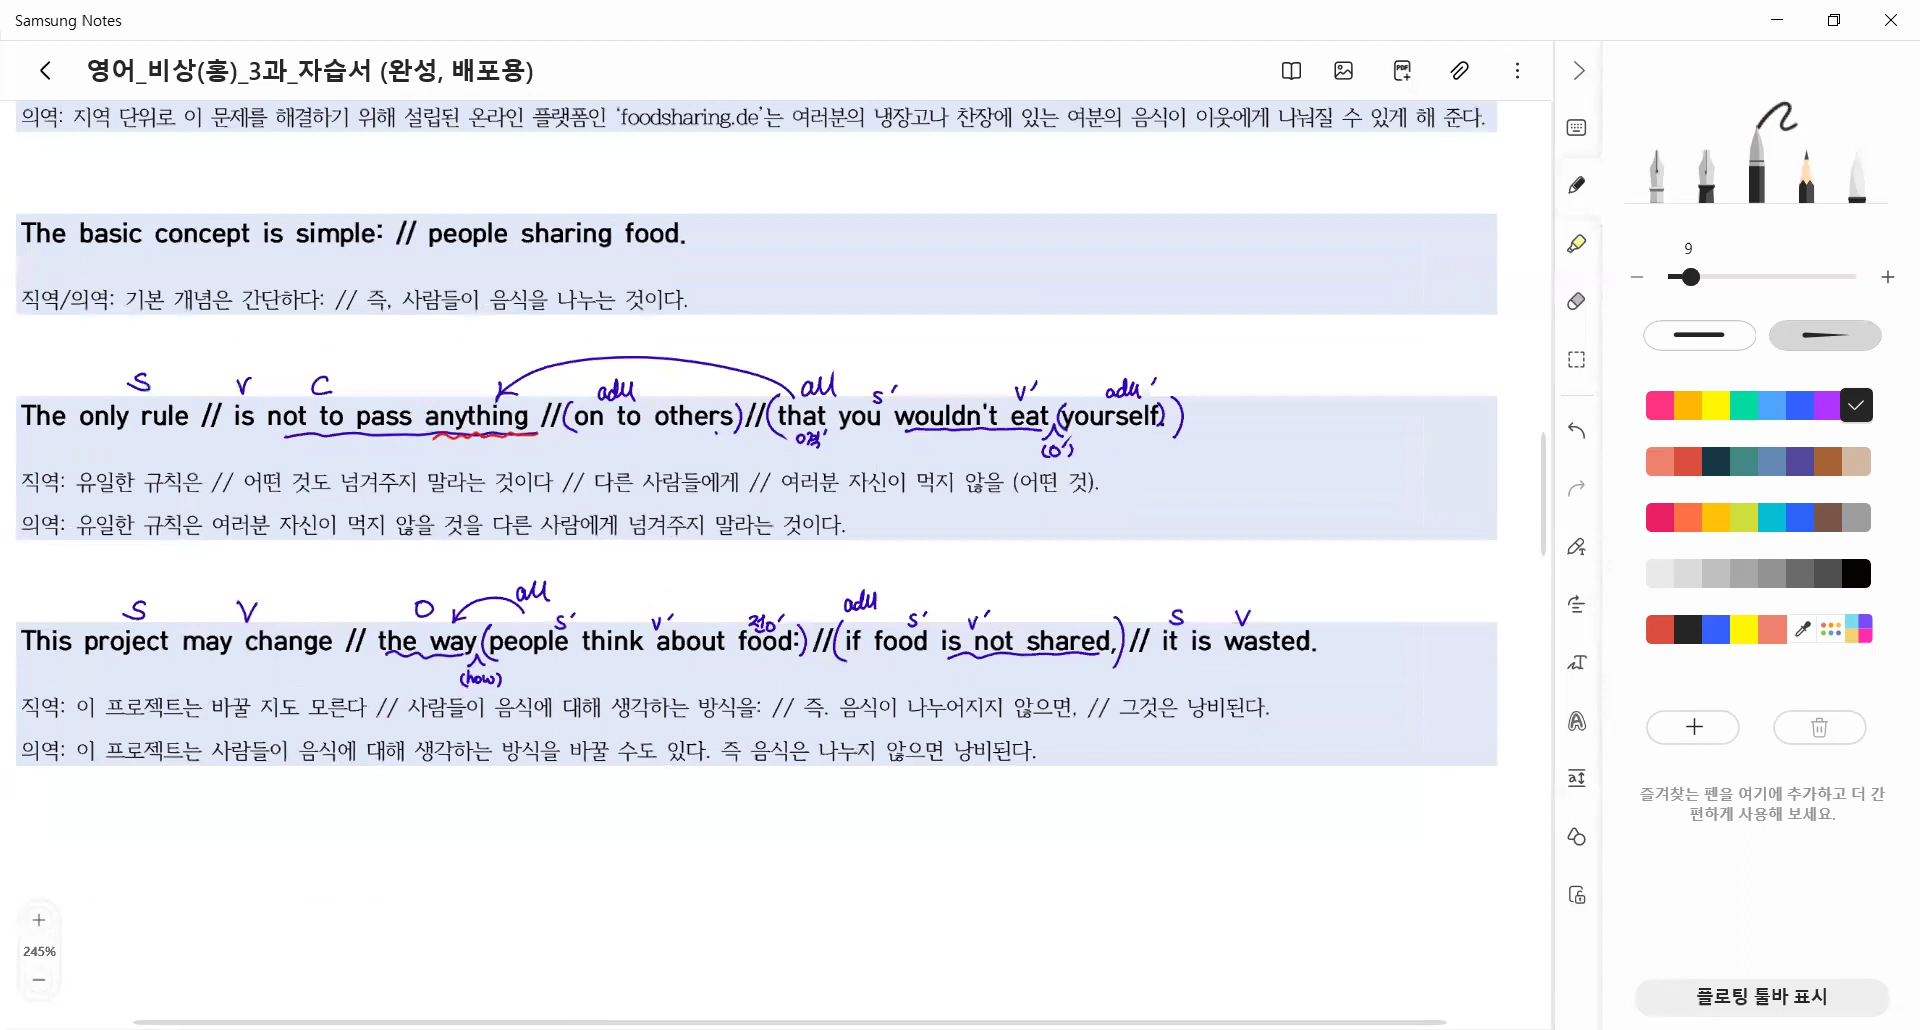 Samsung Notes
영어_비상(홍)_3과_자습서 (완성, 배포용)
의역: 지역 단위로 이 문제를 해결하기 위해 설립된 온라인 플랫폼인 ‘foodsharing.de’는 여러분의 냉장고나 찬장에 있는 여분의 음식이 이웃에게 나눠질 수 있게 해 준다.
The basic concept is simple: // people sharing food.
직역/의역: 기본 개념은 간단하다: // 즉, 사람들이 음식을 나누는 것이다.
S V C adu all S' V' adu'
The only rule // is not to pass anything //(on to others)//(that you wouldn't eat (yourself.))
(o')
직역: 유일한 규칙은 // 어떤 것도 넘겨주지 말라는 것이다 // 다른 사람들에게 // 여러분 자신이 먹지 않을 (어떤 것).
의역: 유일한 규칙은 여러분 자신이 먹지 않을 것을 다른 사람에게 넘겨주지 말라는 것이다.
S V O all S' V' 전o' adu S' V' S V
This project may change // the way(people think about food:)//(if food is not shared,)// it is wasted.
(how)
직역: 이 프로젝트는 바꿀 지도 모른다 // 사람들이 음식에 대해 생각하는 방식을: // 즉. 음식이 나누어지지 않으면, // 그것은 낭비된다.
의역: 이 프로젝트는 사람들이 음식에 대해 생각하는 방식을 바꿀 수도 있다. 즉 음식은 나누지 않으면 낭비된다.
245%
9
즐겨찾는 펜을 여기에 추가하고 더 간
편하게 사용해 보세요.
플로팅 툴바 표시